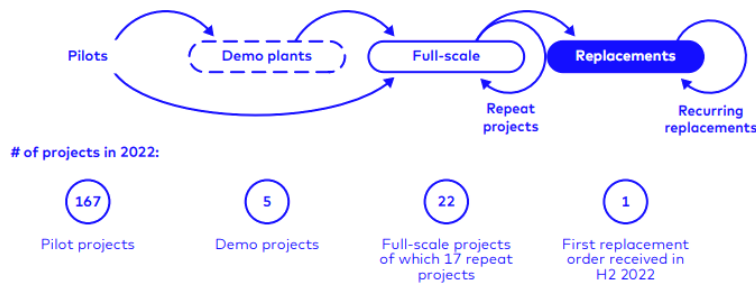 Pilots
Demo plants
Full-scale
Replacements
Repeat
projects
Recurring
replacements
# of projects in 2022:
167
5
22
1
Pilot projects
Demo projects
Full-scale projects
of which 17 repeat
projects
First replacement
order received in
H2 2022